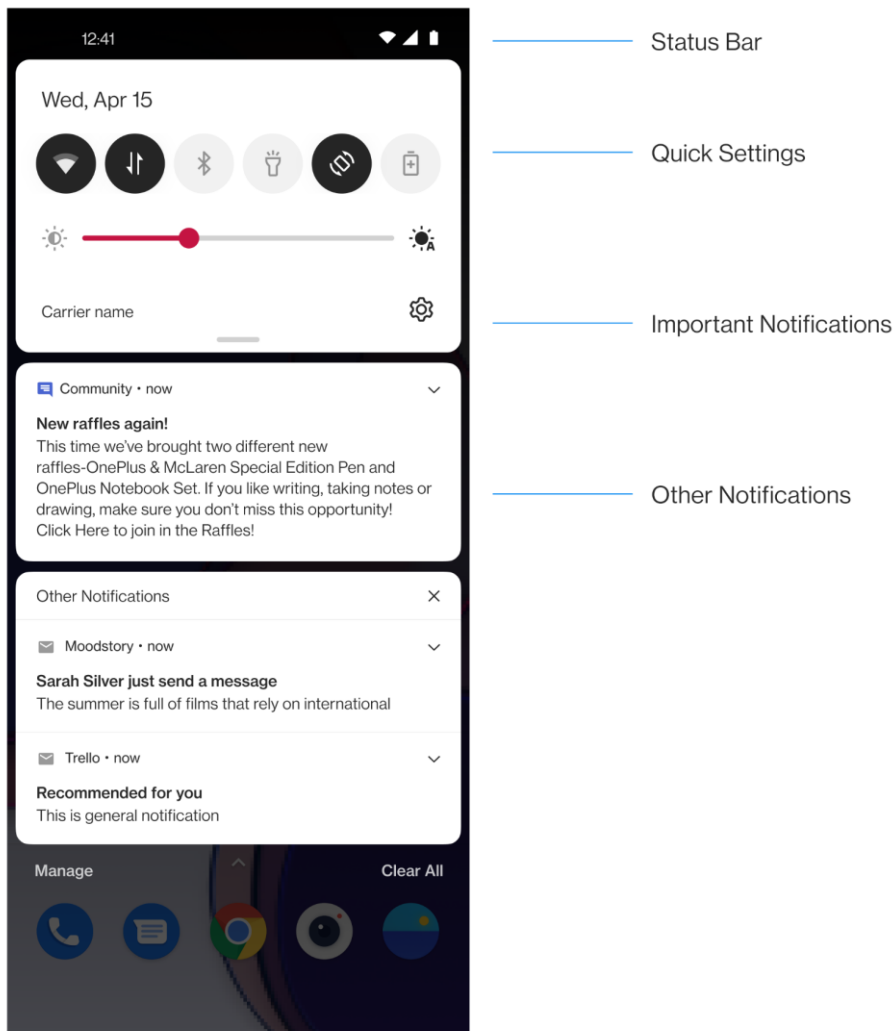 12:41
Status Bar
Wed, Apr 15
Quick Settings
A
Carrier name
Important Notifications
Community • now
New raffles again!
This time we've brought two different new
raffles-OnePlus & McLaren Special Edition Pen and
OnePlus Notebook Set. If you like writing, taking notes or
drawing, make sure you don't miss this opportunity!
Click Here to join in the Raffles!
Other Notifications
Other Notifications
Moodstory • now
Sarah Silver just send a message
The summer is full of films that rely on international
Trello • now
Recommended for you
This is general notification
Manage
Clear All